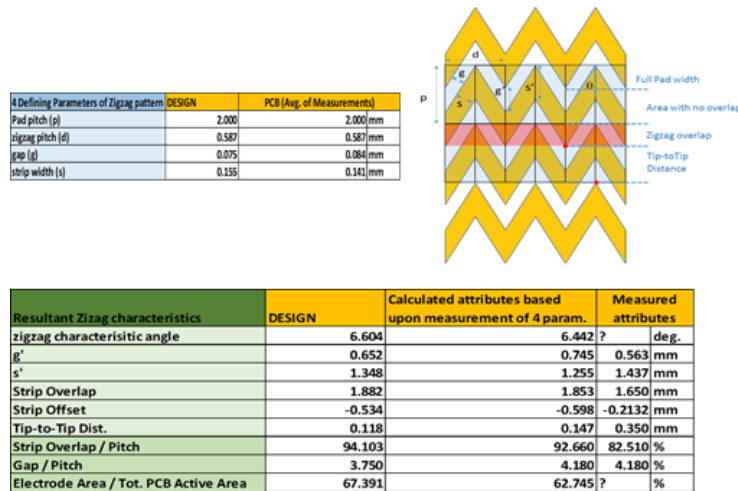 4 Defining Parameters of Zigzag pattern DESIGN PCB (Avg. of Measurements)
Pad pitch (p) 2.000 2.000 mm
zigzag pitch (d) 0.587 0.587 mm
gap (g) 0.075 0.084 mm
strip width (s) 0.155 0.141 mm
d
g
p
g'
s'
s
θ
Full Pad width
Area with no overlap
Zigzag overlap
Tip-toTip
Distance
Resultant Zizag characteristics DESIGN Calculated attributes based upon measurement of 4 param. Measured attributes
zigzag characterisitic angle 6.604 6.442 ? deg.
g' 0.652 0.745 0.563 mm
s' 1.348 1.255 1.437 mm
Strip Overlap 1.882 1.853 1.650 mm
Strip Offset -0.534 -0.598 -0.2132 mm
Tip-to-Tip Dist. 0.118 0.147 0.350 mm
Strip Overlap / Pitch 94.103 92.660 82.510 %
Gap / Pitch 3.750 4.180 4.180 %
Electrode Area / Tot. PCB Active Area 67.391 62.745 ? %